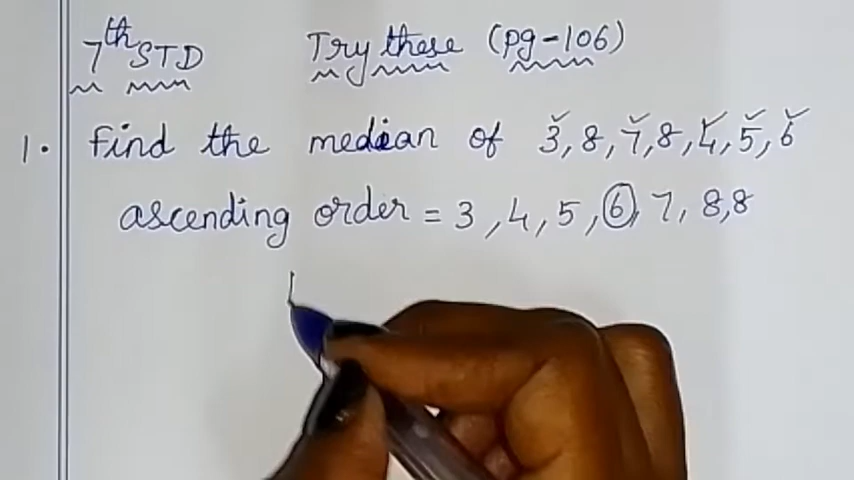 7th STD Try these (pg-106)
1. Find the median of 3, 8, 7, 8, 4, 5, 6
ascending order = 3, 4, 5, 6, 7, 8, 8